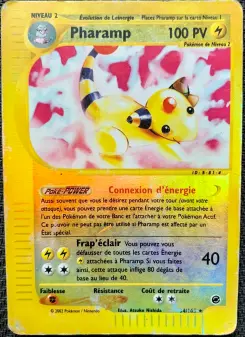 NIVEAU 2
Évolution de Lainergie
Placez Pharamp sur la carte Niveau 1
Pharamp
100 PV
Pokémon de Niveau 2
POKÉ-POWER Connexion d'énergie
Aussi souvent que vous le désirez pendant votre tour (avant votre
attaque), vous pouvez prendre une carte Énergie de base attachée à
l'un des Pokémon de votre Banc et l'attacher à votre Pokémon Actif.
Ce pouvoir ne peut pas être utilisé si Pharamp est affecté par un
État spécial.
Frap'éclair Vous pouvez vous
défausser de toutes les cartes Énergie
attachées à Pharamp. Si vous faites
ainsi, cette attaque inflige 80 dégâts de
base au lieu de 40.
40
Faiblesse
Résistance
Coût de retraite
© 2002 Pokémon / Nintendo